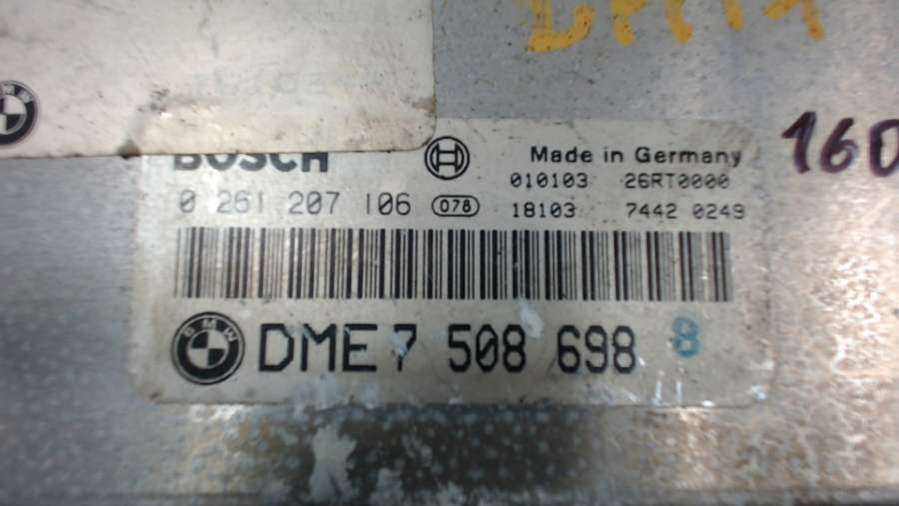 BOSCH
Made in Germany
010103 26RT0000
0 261 207 106 078
18103 7442 0249
BMW
DME 7 508 698 8